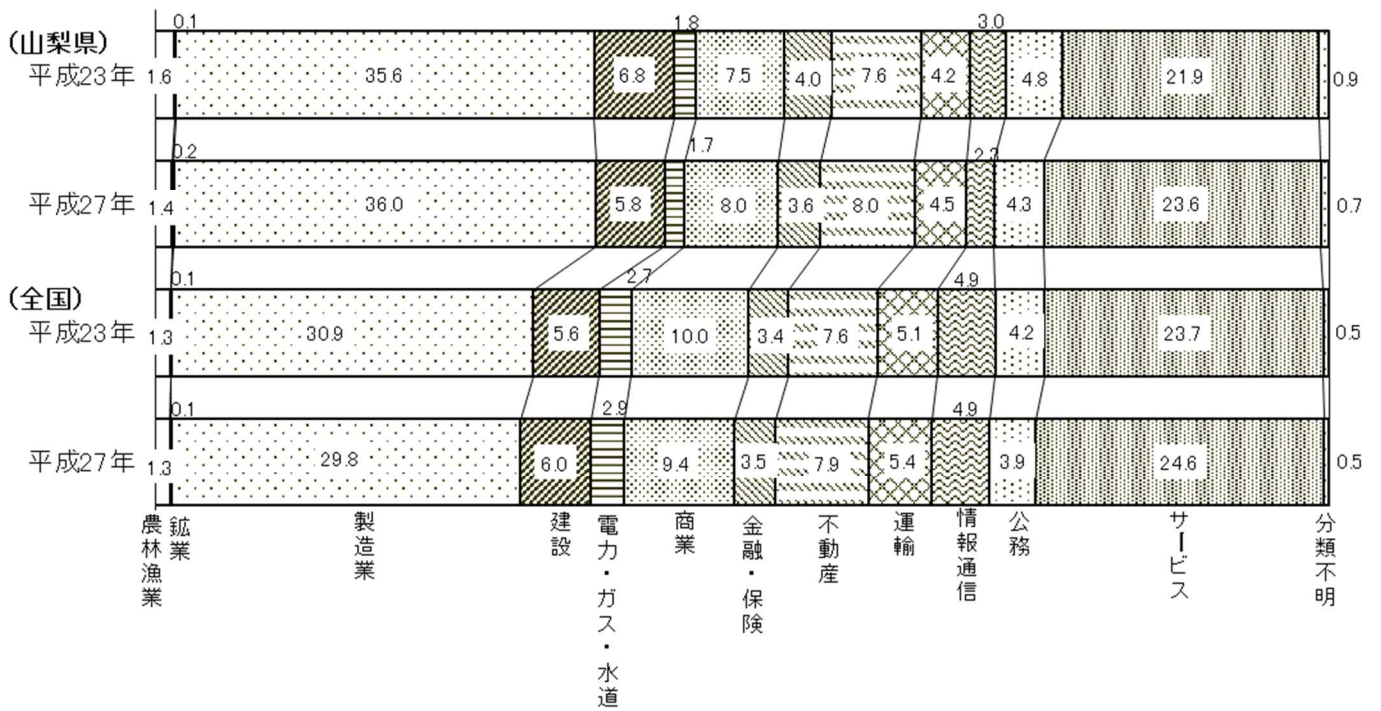 0.1 1.8 3.0
(山梨県)
平成23年 1.6 35.6 6.8 7.5 4.0 7.6 4.2 4.8 21.9 0.9
0.2 1.7
平成27年 1.4 36.0 5.8 8.0 3.6 8.0 4.5 4.3 23.6 0.7
0.1 2.7 4.9
(全国)
平成23年 1.3 30.9 5.6 10.0 3.4 7.6 5.1 4.2 23.7 0.5
0.1 2.9 4.9
平成27年 1.3 29.8 6.0 9.4 3.5 7.9 5.4 3.9 24.6 0.5
農林漁業
鉱業
製造業
建設
電力・ガス・水道
商業
金融・保険
不動産
運輸
情報通信
公務
サービス
分類不明